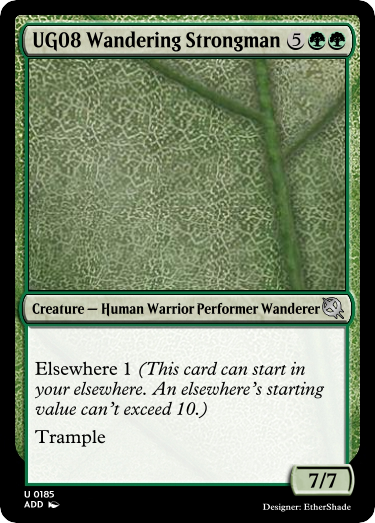 UG08 Wandering Strongman 5
Creature — Human Warrior Performer Wanderer
Elsewhere 1 (This card can start in
your elsewhere. An elsewhere's starting
value can't exceed 10.)
Trample
7/7
U 0185
ADD
Designer: EtherShade